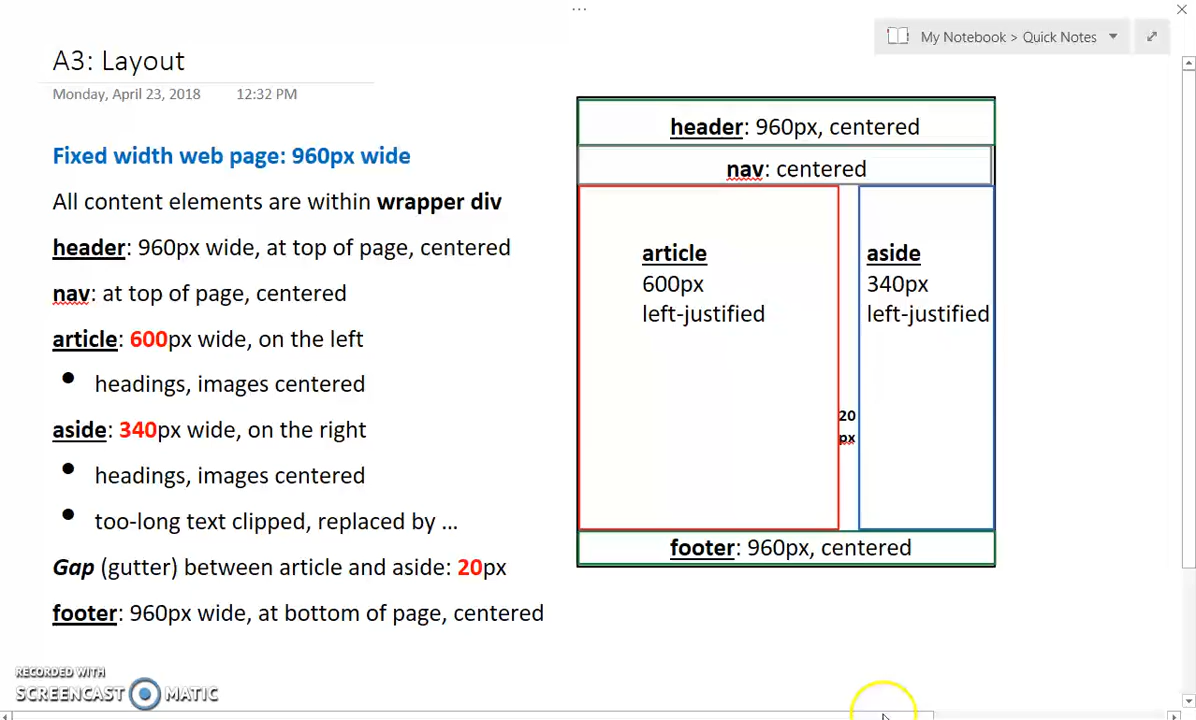 ...
My Notebook > Quick Notes
A3: Layout
Monday, April 23, 2018 12:32 PM
Fixed width web page: 960px wide
All content elements are within wrapper div
header: 960px wide, at top of page, centered
nav: at top of page, centered
article: 600px wide, on the left
• headings, images centered
aside: 340px wide, on the right
• headings, images centered
• too-long text clipped, replaced by ...
Gap (gutter) between article and aside: 20px
footer: 960px wide, at bottom of page, centered
header: 960px, centered
nav: centered
article
600px
left-justified
20
px
aside
340px
left-justified
footer: 960px, centered
RECORDED WITH
SCREENCAST MATIC